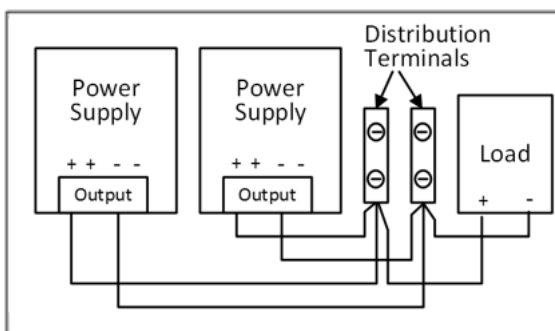 Distribution
Terminals
Power
Supply
+ + - -
Output
Power
Supply
+ + - -
Output
Load
+ -